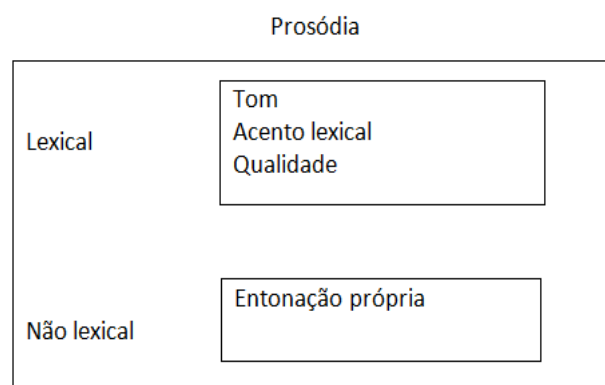 Prosódia
Tom
Lexical
Acento lexical
Qualidade
Entonação própria
Não lexical